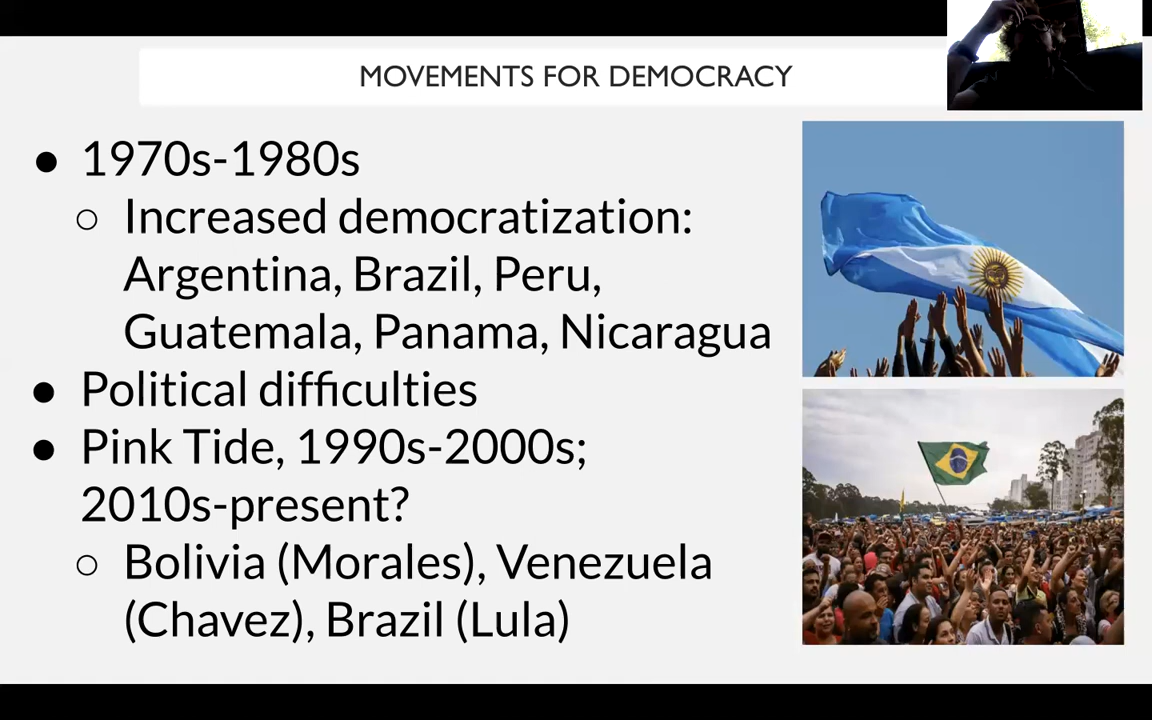 MOVEMENTS FOR DEMOCRACY
● 1970s-1980s
○ Increased democratization:
Argentina, Brazil, Peru,
Guatemala, Panama, Nicaragua
● Political difficulties
● Pink Tide, 1990s-2000s;
2010s-present?
○ Bolivia (Morales), Venezuela
(Chavez), Brazil (Lula)